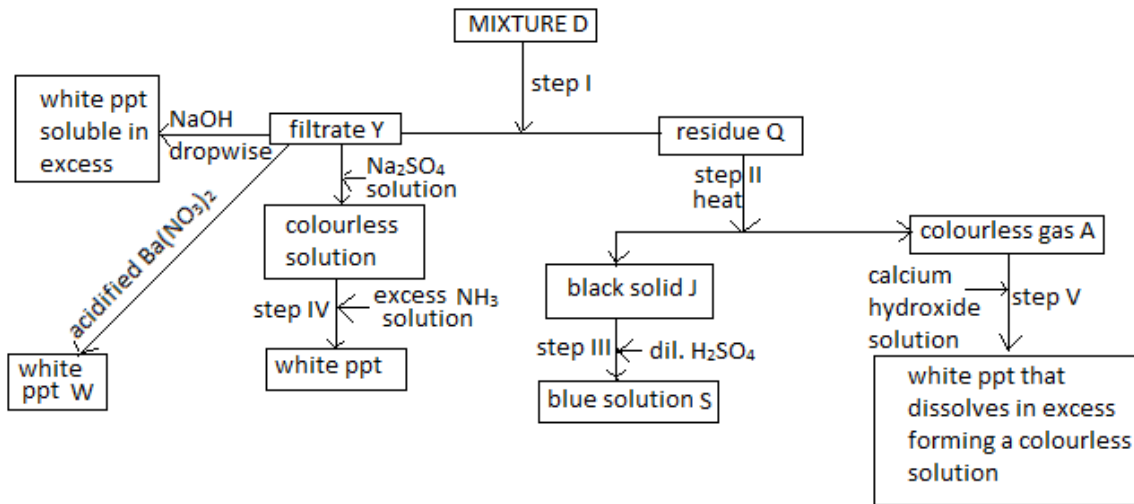 MIXTURE D
step I
white ppt
soluble in
excess
NaOH
dropwise
filtrate Y
residue Q
Na₂SO₄
solution
step II
heat
acidified Ba(NO₃)₂
colourless
solution
colourless gas A
black solid J
calcium
hydroxide
solution
step V
step IV
excess NH₃
solution
step III
dil. H₂SO₄
white
ppt W
white ppt
blue solution S
white ppt that
dissolves in excess
forming a colourless
solution